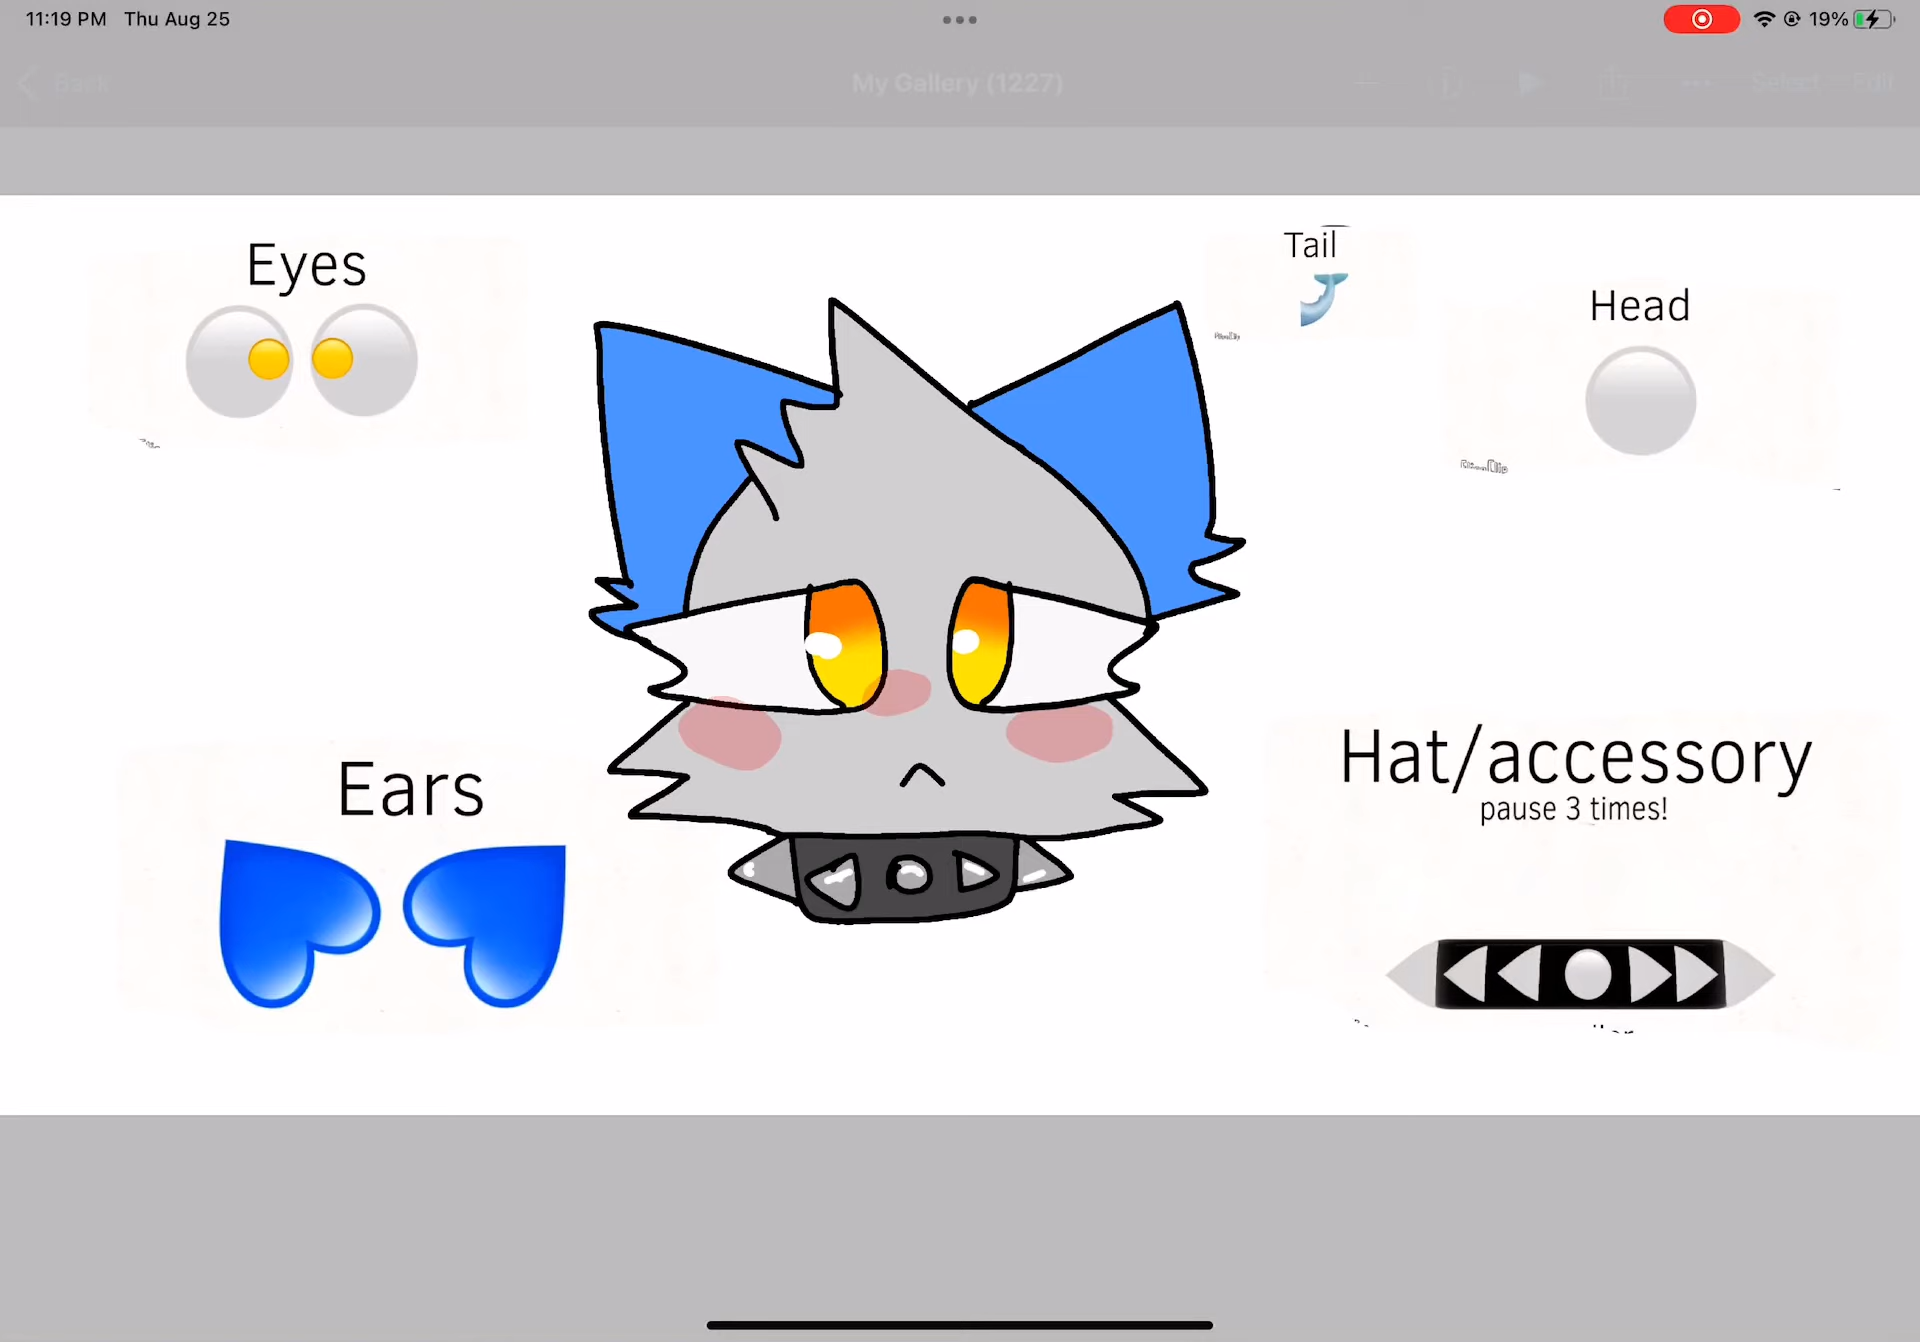 11:19 PM Thu Aug 25
19%
Back
My Gallery (1227)
Select
Edit
Eyes
Tail
Head
Ears
Hat/accessory
pause 3 times!